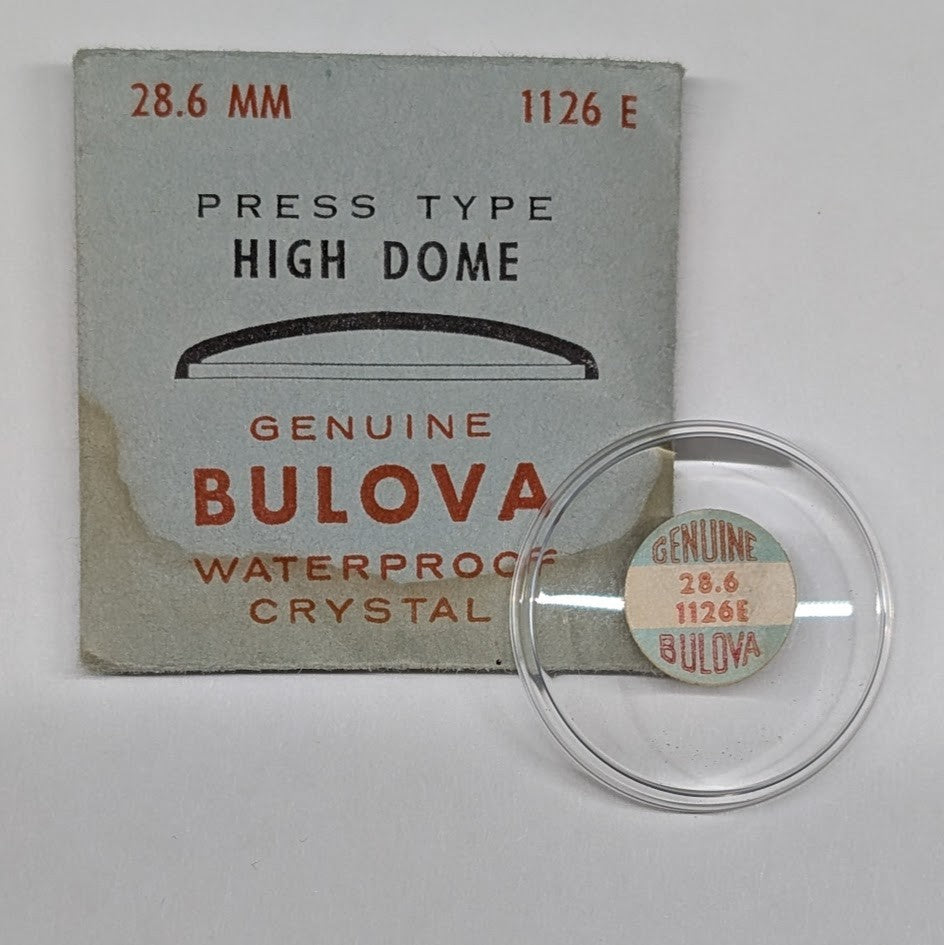 28.6 MM 1126 E
PRESS TYPE
HIGH DOME
GENUINE
BULOVA
WATERPROOF
CRYSTAL
GENUINE
28.6
1126E
BULOVA